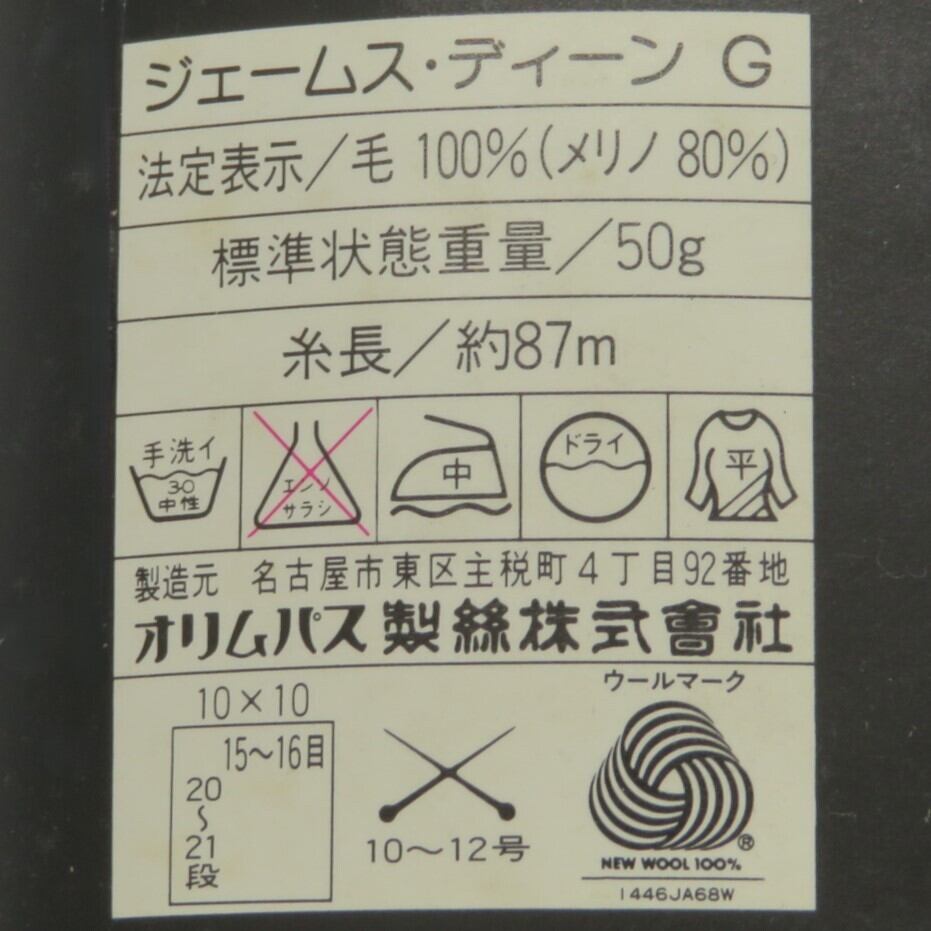 ジェームス・ディーン G
法定表示／毛 100%(メリノ 80%)
標準状態重量／50g
糸長／約87m
手洗イ
30
中性
エンソ
サラシ
中
ドライ
平
製造元 名古屋市東区主税町4丁目92番地
オリムパス製絲株式會社
10×10
15〜16目
20
〜
21
段
10〜12号
ウールマーク
®
NEW WOOL 100%
1446JA68W